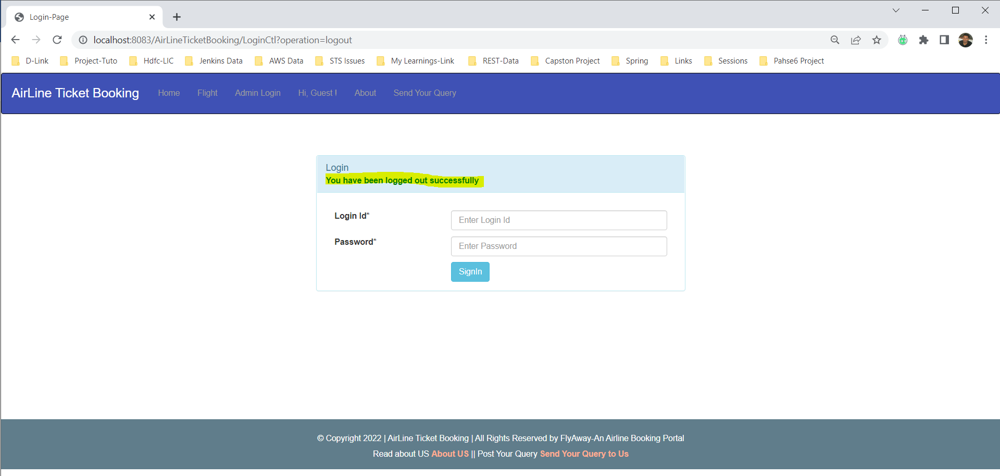 Login-Page
localhost:8083/AirLineTicketBooking/LoginCtl?operation=logout
D-Link Project-Tuto Hdfc-LIC Jenkins Data AWS Data STS Issues My Learnings-Link REST-Data Capston Project Spring Links Sessions Pahse6 Project
AirLine Ticket Booking Home Flight Admin Login Hi, Guest ! About Send Your Query
Login
You have been logged out successfully
Login Id* Enter Login Id
Password* Enter Password
SignIn
© Copyright 2022 | AirLine Ticket Booking | All Rights Reserved by FlyAway-An Airline Booking Portal
Read about US About US || Post Your Query Send Your Query to Us